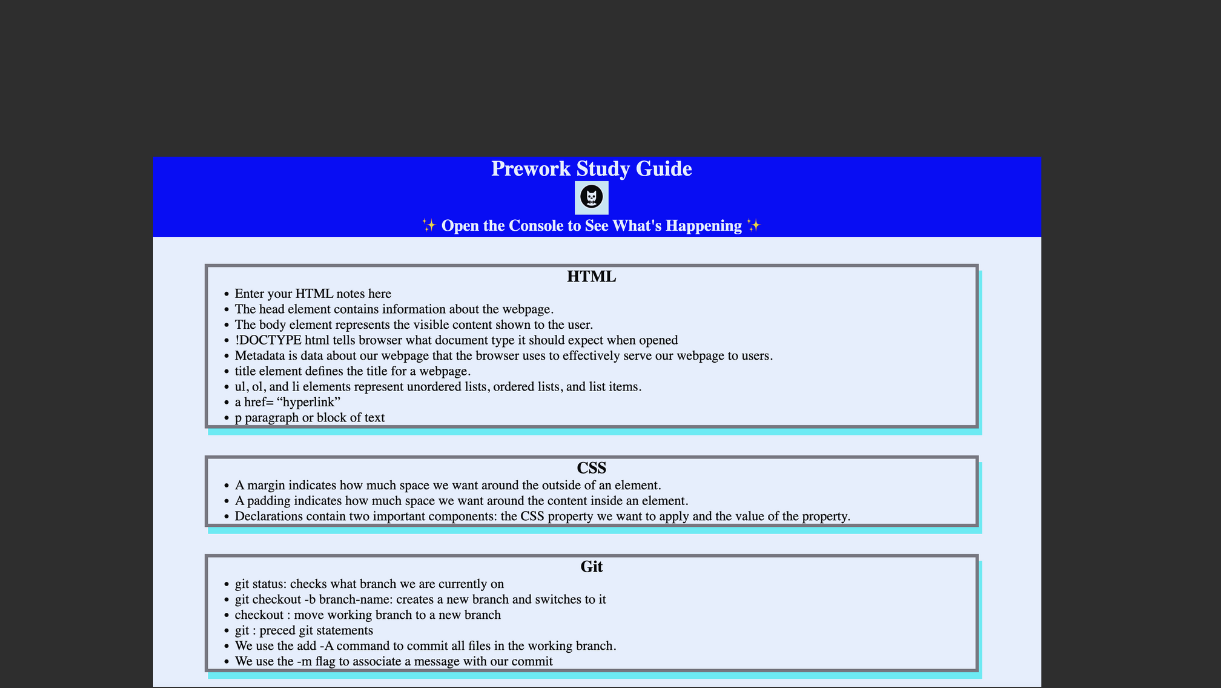 Prework Study Guide
✨ Open the Console to See What's Happening ✨
HTML
• Enter your HTML notes here
• The head element contains information about the webpage.
• The body element represents the visible content shown to the user.
• !DOCTYPE html tells browser what document type it should expect when opened
• Metadata is data about our webpage that the browser uses to effectively serve our webpage to users.
• title element defines the title for a webpage.
• ul, ol, and li elements represent unordered lists, ordered lists, and list items.
• a href= “hyperlink”
• p paragraph or block of text
CSS
• A margin indicates how much space we want around the outside of an element.
• A padding indicates how much space we want around the content inside an element.
• Declarations contain two important components: the CSS property we want to apply and the value of the property.
Git
• git status: checks what branch we are currently on
• git checkout -b branch-name: creates a new branch and switches to it
• checkout : move working branch to a new branch
• git : preced git statements
• We use the add -A command to commit all files in the working branch.
• We use the -m flag to associate a message with our commit